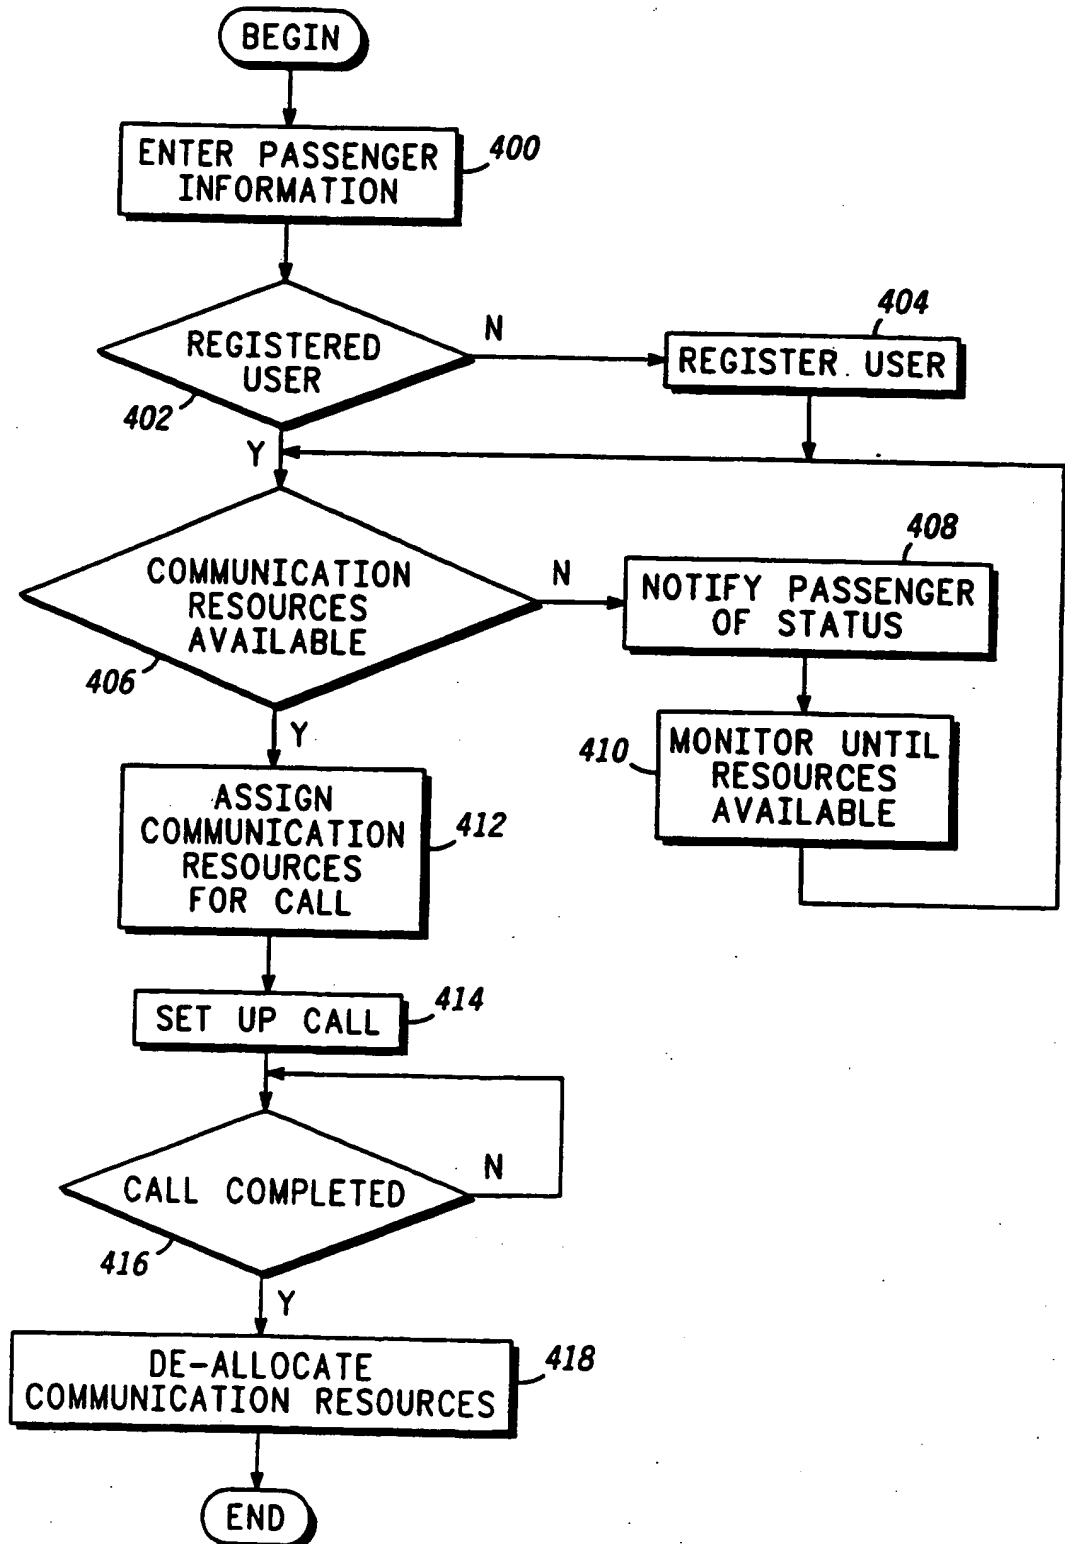 BEGIN
ENTER PASSENGER
INFORMATION
400
REGISTERED
USER
402
N
404
REGISTER USER
Y
COMMUNICATION
RESOURCES
AVAILABLE
406
N
408
NOTIFY PASSENGER
OF STATUS
410
MONITOR UNTIL
RESOURCES
AVAILABLE
Y
ASSIGN
COMMUNICATION
RESOURCES
FOR CALL
412
SET UP CALL
414
CALL COMPLETED
416
N
Y
DE-ALLOCATE
COMMUNICATION RESOURCES
418
END